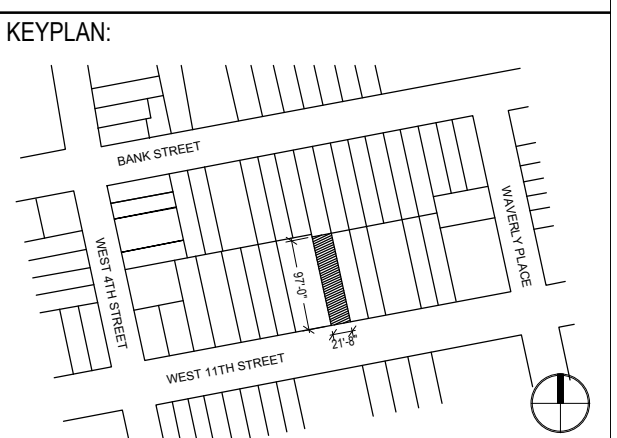 KEYPLAN:
BANK STREET
WEST 4TH STREET
WAVERLY PLACE
97'-0"
21'-8"
WEST 11TH STREET